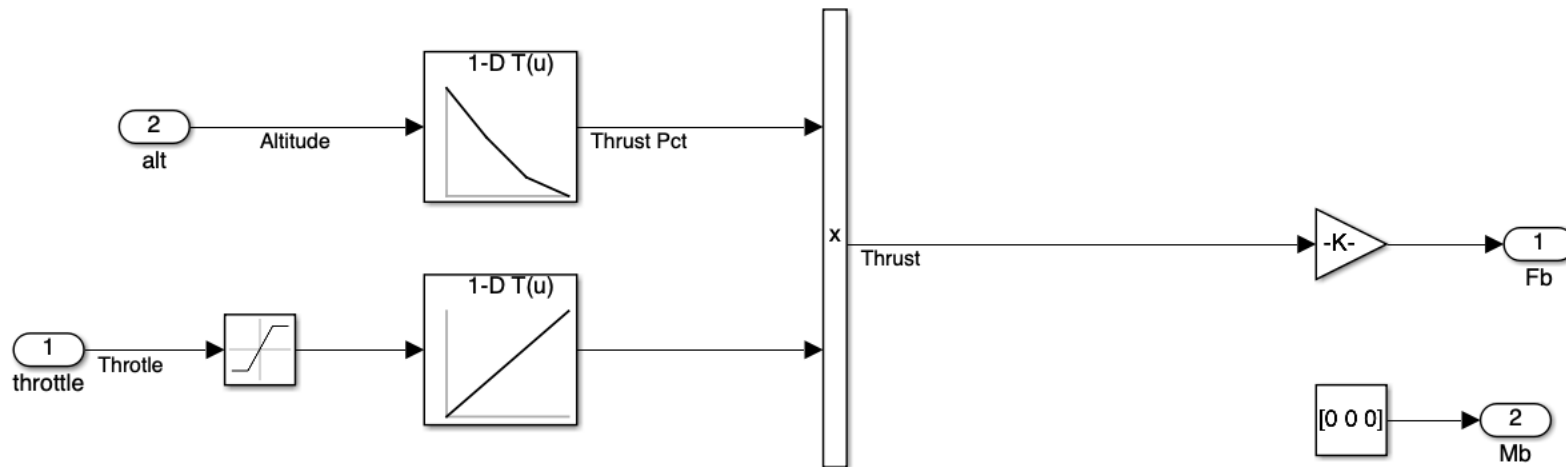 1-D T(u)
2
alt
Altitude
Thrust Pct
x
Thrust
-K-
1
Fb
1-D T(u)
1
throttle
Throtle
[0 0 0]
2
Mb